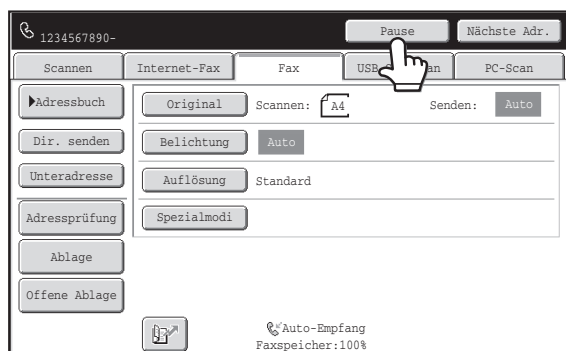 1234567890-
Pause
Nächste Adr.
Scannen
Internet-Fax
Fax
PC-Scan
Adressbuch
Original
Scannen:
A4
Senden:
Auto
Dir. senden
Belichtung
Auto
Unteradresse
Auflösung
Standard
Adressprüfung
Spezialmodi
Ablage
Offene Ablage
Auto-Empfang
Faxspeicher:100%